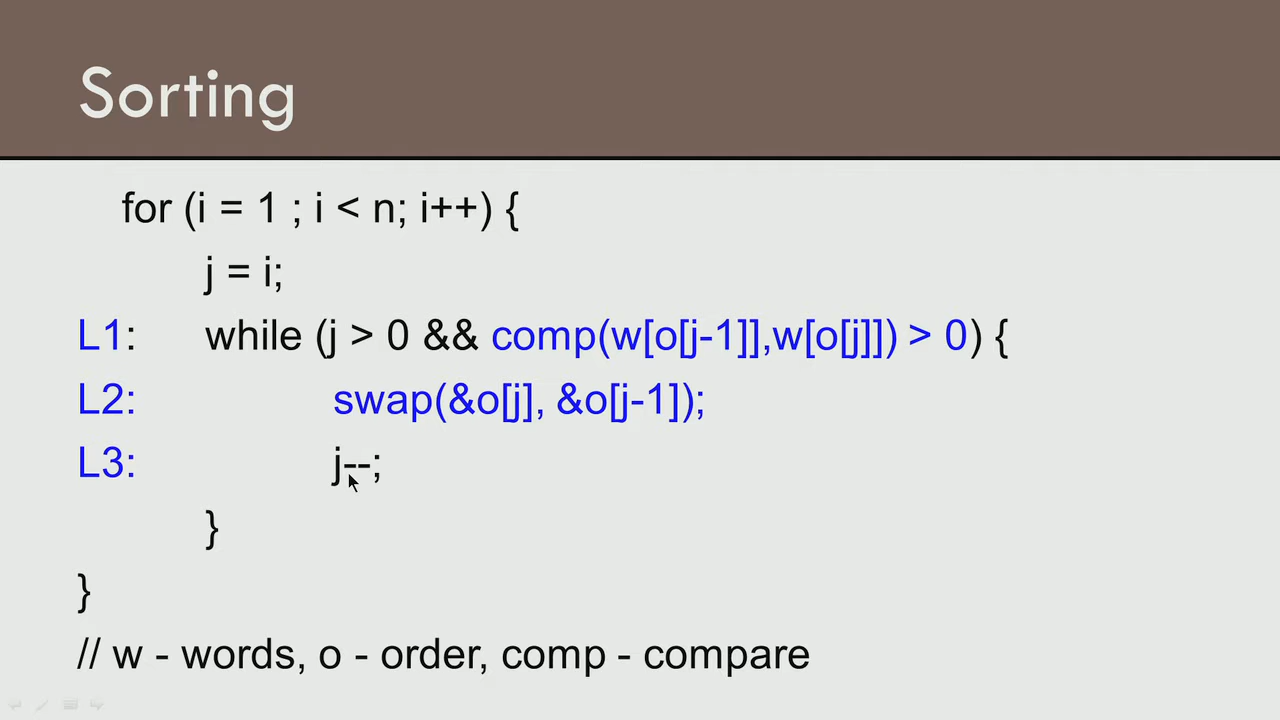 Sorting
for (i = 1 ; i < n; i++) {
j = i;
L1: while (j > 0 && comp(w[o[j-1]],w[o[j]]) > 0) {
L2: swap(&o[j], &o[j-1]);
L3: j--;
}
}
// w - words, o - order, comp - compare